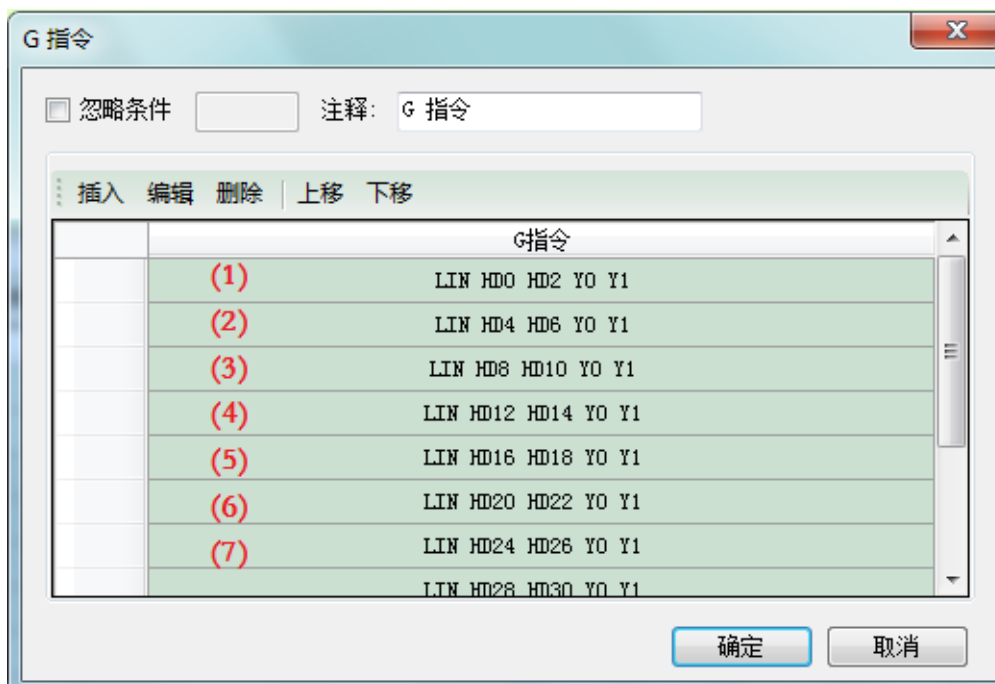 G 指令
忽略条件 注释: G 指令
插入 编辑 删除 上移 下移
G指令
(1) LIN HD0 HD2 Y0 Y1
(2) LIN HD4 HD6 Y0 Y1
(3) LIN HD8 HD10 Y0 Y1
(4) LIN HD12 HD14 Y0 Y1
(5) LIN HD16 HD18 Y0 Y1
(6) LIN HD20 HD22 Y0 Y1
(7) LIN HD24 HD26 Y0 Y1
LIN HD28 HD30 Y0 Y1
确定 取消